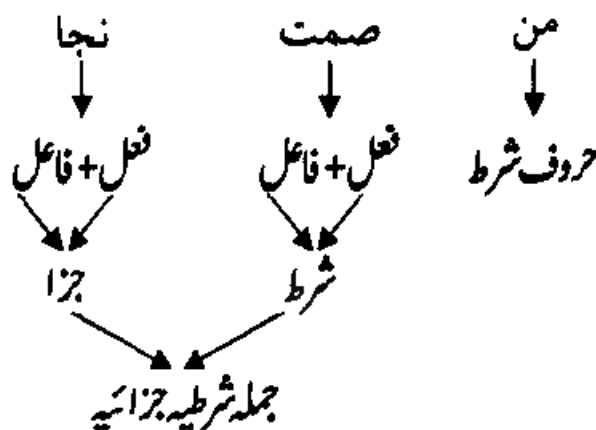 من صمت نجا
حروف شرط فعل+فاعل فعل+فاعل
شرط جزا
جملہ شرطیہ جزائیہ